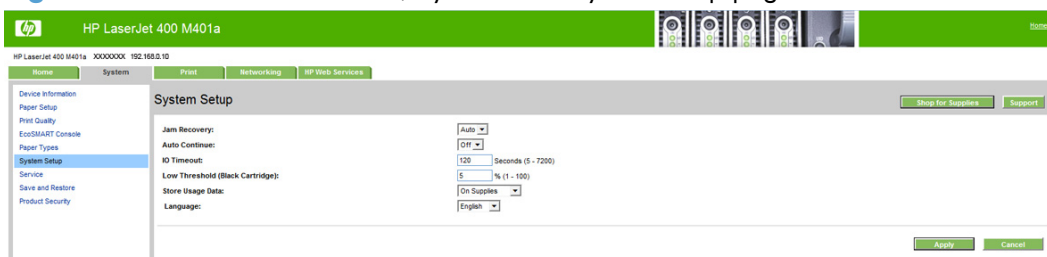 hp HP LaserJet 400 M401a Home
HP LaserJet 400 M401a XXXXXXX 192.168.0.10
Home System Print Networking HP Web Services
Device Information
Paper Setup
Print Quality
EcoSMART Console
Paper Types
System Setup
Service
Save and Restore
Product Security
System Setup Shop for Supplies Support
Jam Recovery: Auto
Auto Continue: Off
IO Timeout: 120 Seconds (5 - 7200)
Low Threshold (Black Cartridge): 5 % (1 - 100)
Store Usage Data: On Supplies
Language: English
Apply Cancel